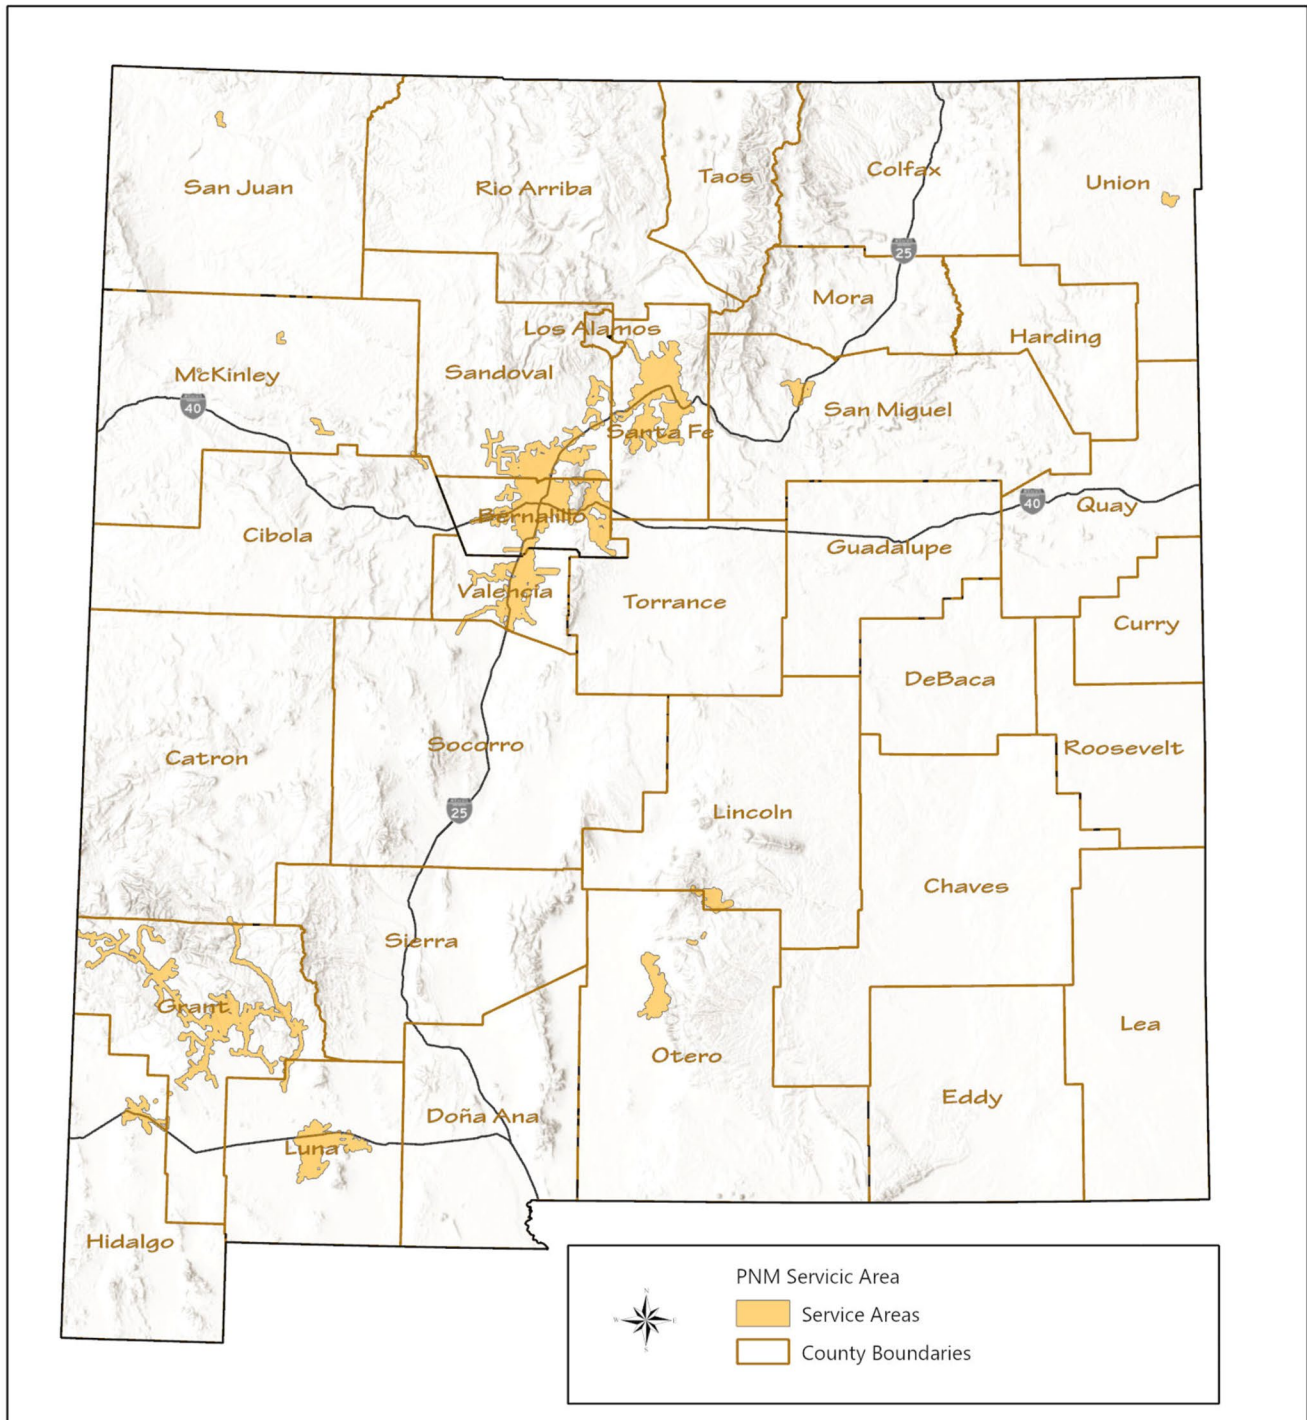 San Juan
Rio Arriba
Taos
Colfax
Union
25
Mora
Los Alamos
Harding
McKinley
Sandoval
40
San Miguel
Santa Fe
40
Quay
Bernalillo
Cibola
Guadalupe
Valencia
Torrance
Curry
DeBaca
Catron
Socorro
Roosevelt
25
Lincoln
Chaves
Sierra
Grant
Lea
Otero
Eddy
Doña Ana
Luna
Hidalgo
PNM Servicic Area
Service Areas
County Boundaries